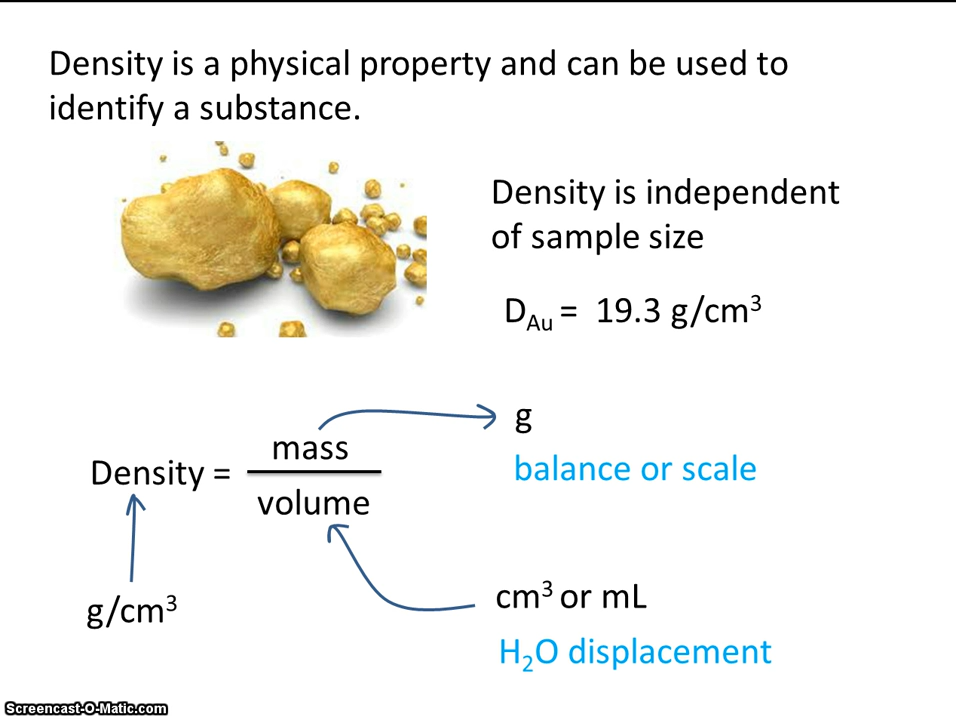 Density is a physical property and can be used to
identify a substance.
Density is independent
of sample size
D_Au = 19.3 g/cm³
g
balance or scale
mass
Density =
volume
g/cm³
cm³ or mL
H₂O displacement
Screencast-O-Matic.com